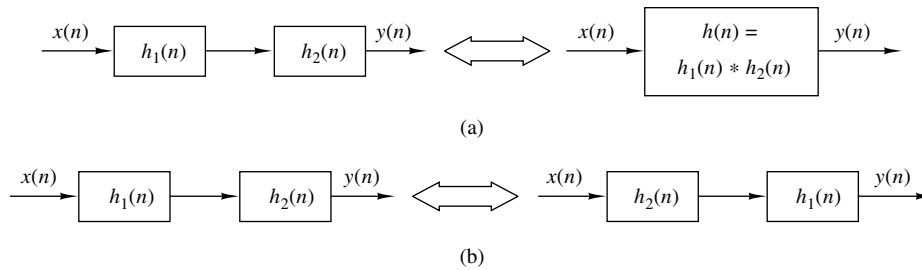 x(n) h₁(n) h₂(n) y(n) x(n) h(n) = y(n)
h₁(n) * h₂(n)
(a)
x(n) h₁(n) h₂(n) y(n) x(n) h₂(n) h₁(n) y(n)
(b)